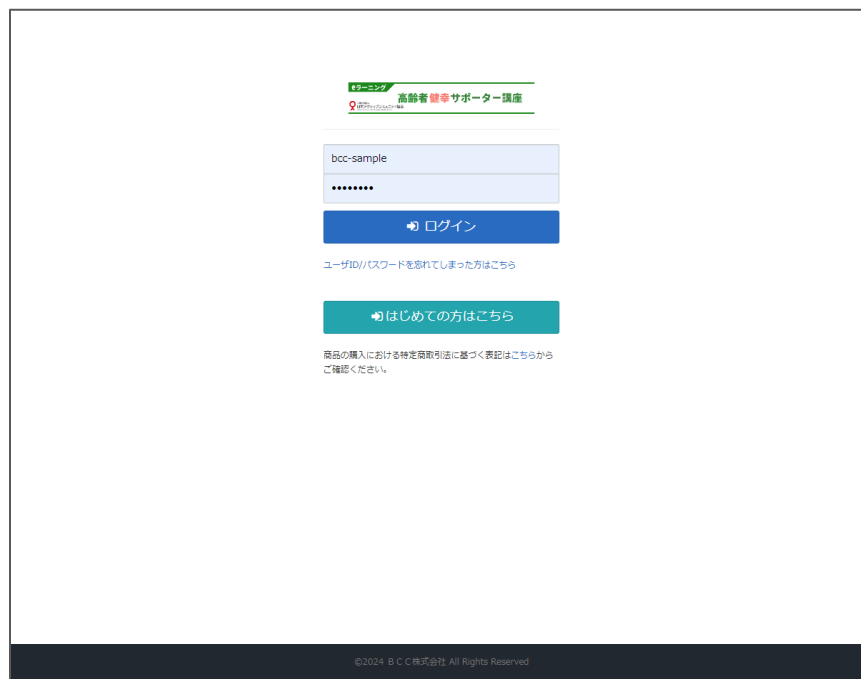 eラーニング
高齢者健幸サポーター講座
bcc-sample
••••••••
ログイン
ユーザID/パスワードを忘れてしまった方はこちら
はじめての方はこちら
商品の購入における特定商取引法に基づく表記はこちらから
ご確認ください。
©2024 ＢＣＣ株式会社 All Rights Reserved